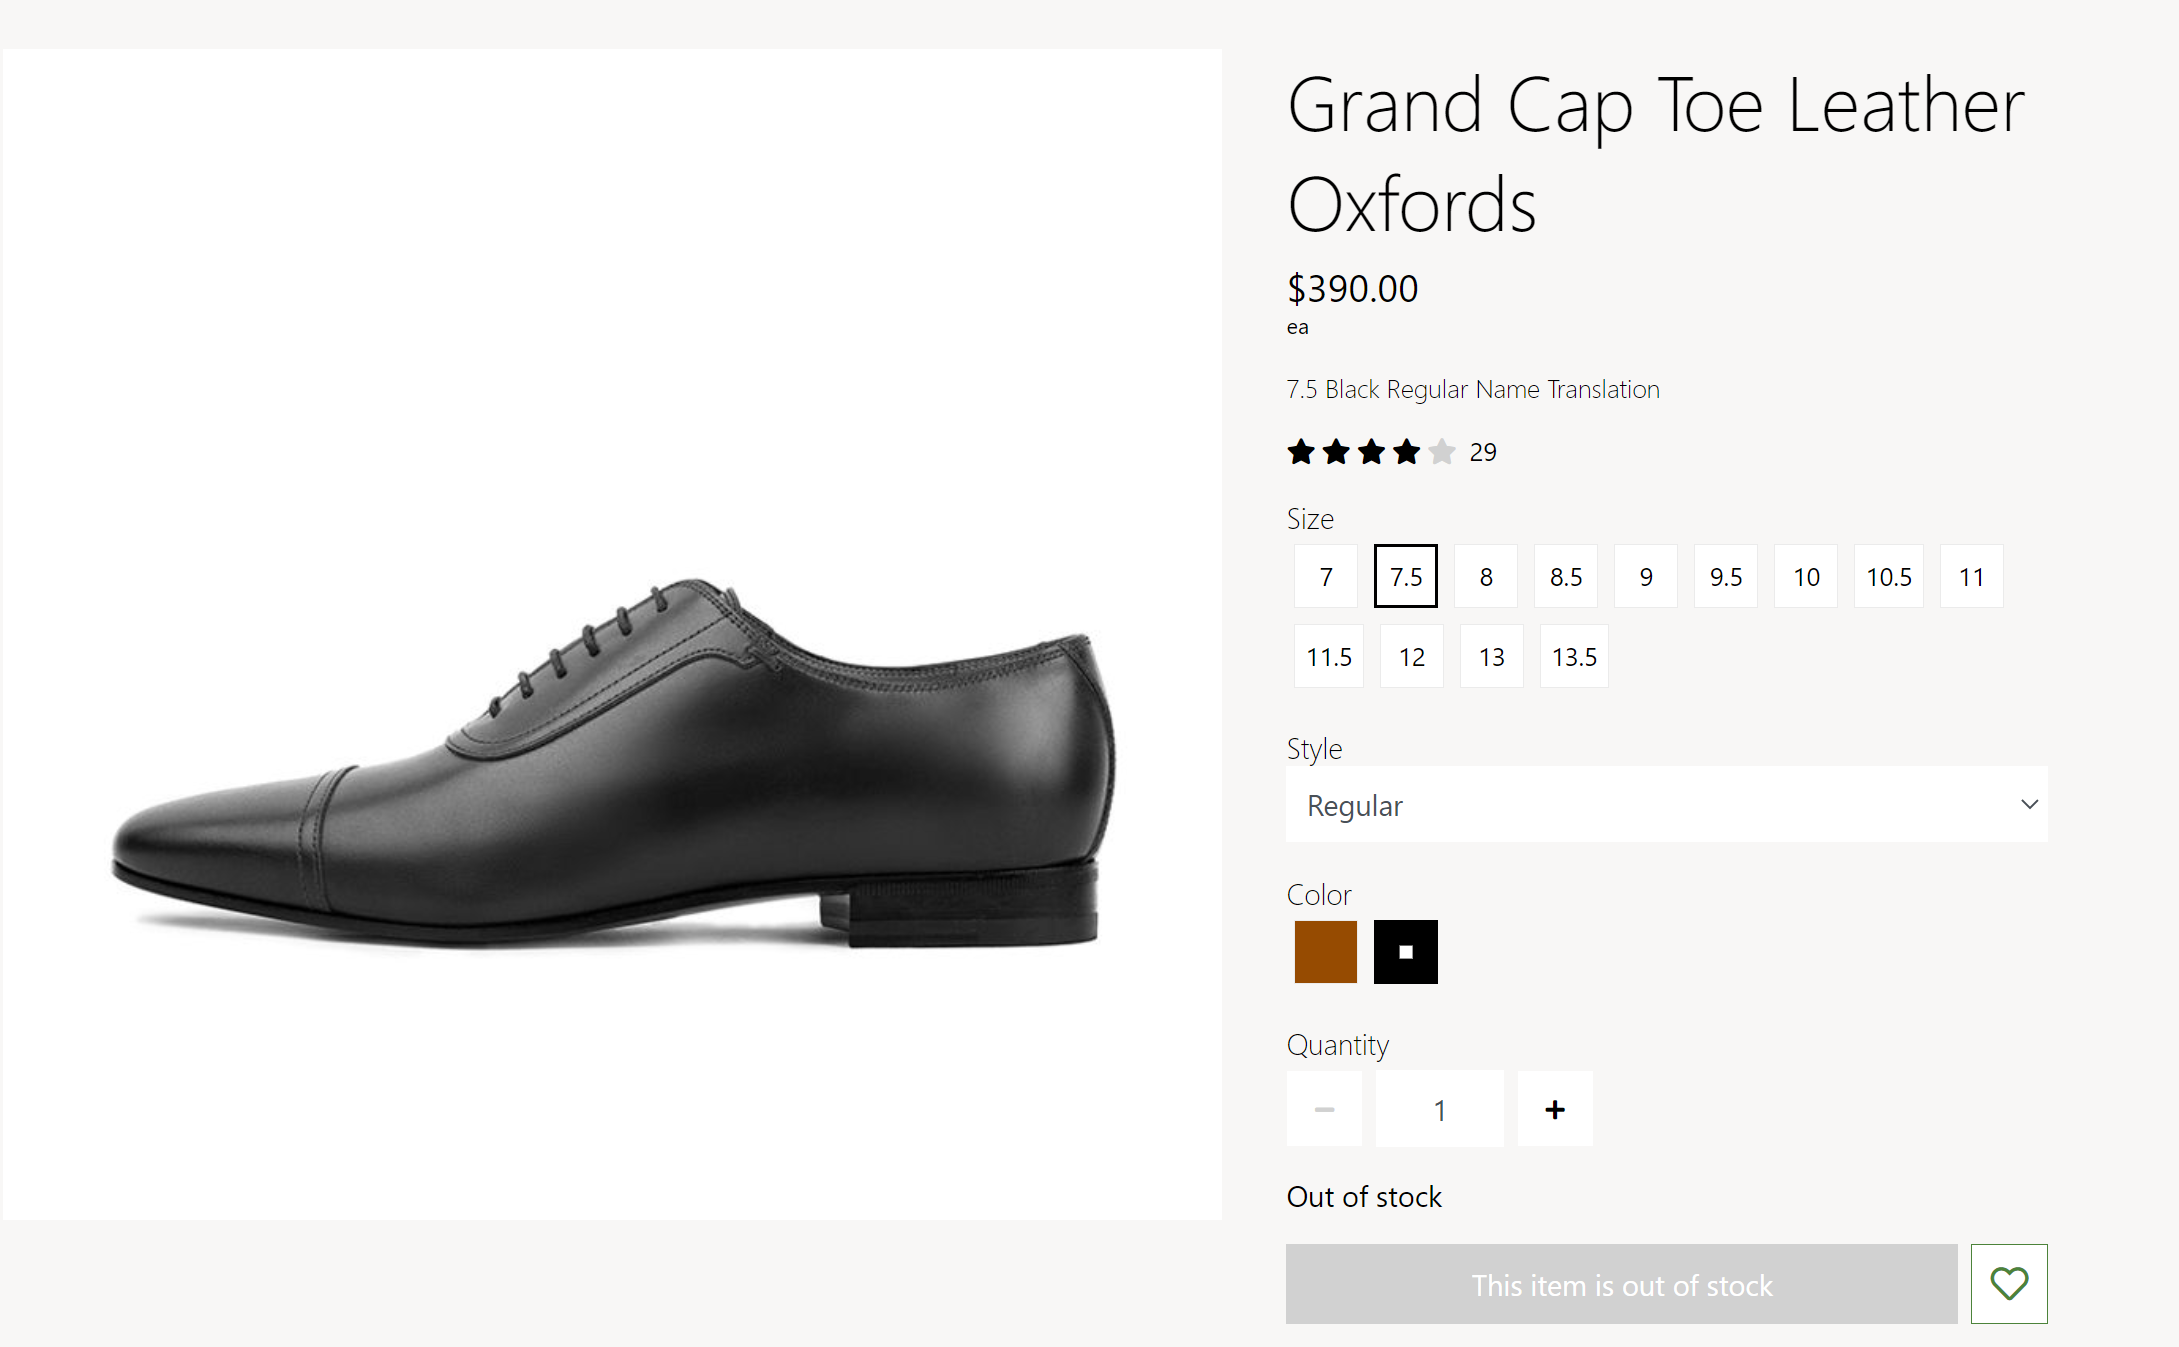 Grand Cap Toe Leather
Oxfords
$390.00
ea
7.5 Black Regular Name Translation
29
Size
7 7.5 8 8.5 9 9.5 10 10.5 11
11.5 12 13 13.5
Style
Regular
Color
Quantity
1
Out of stock
This item is out of stock